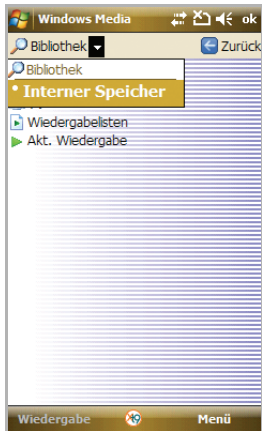 Windows Media ok
Bibliothek Zurück
Bibliothek
• Interner Speicher
Wiedergabelisten
Akt. Wiedergabe
Wiedergabe Menü